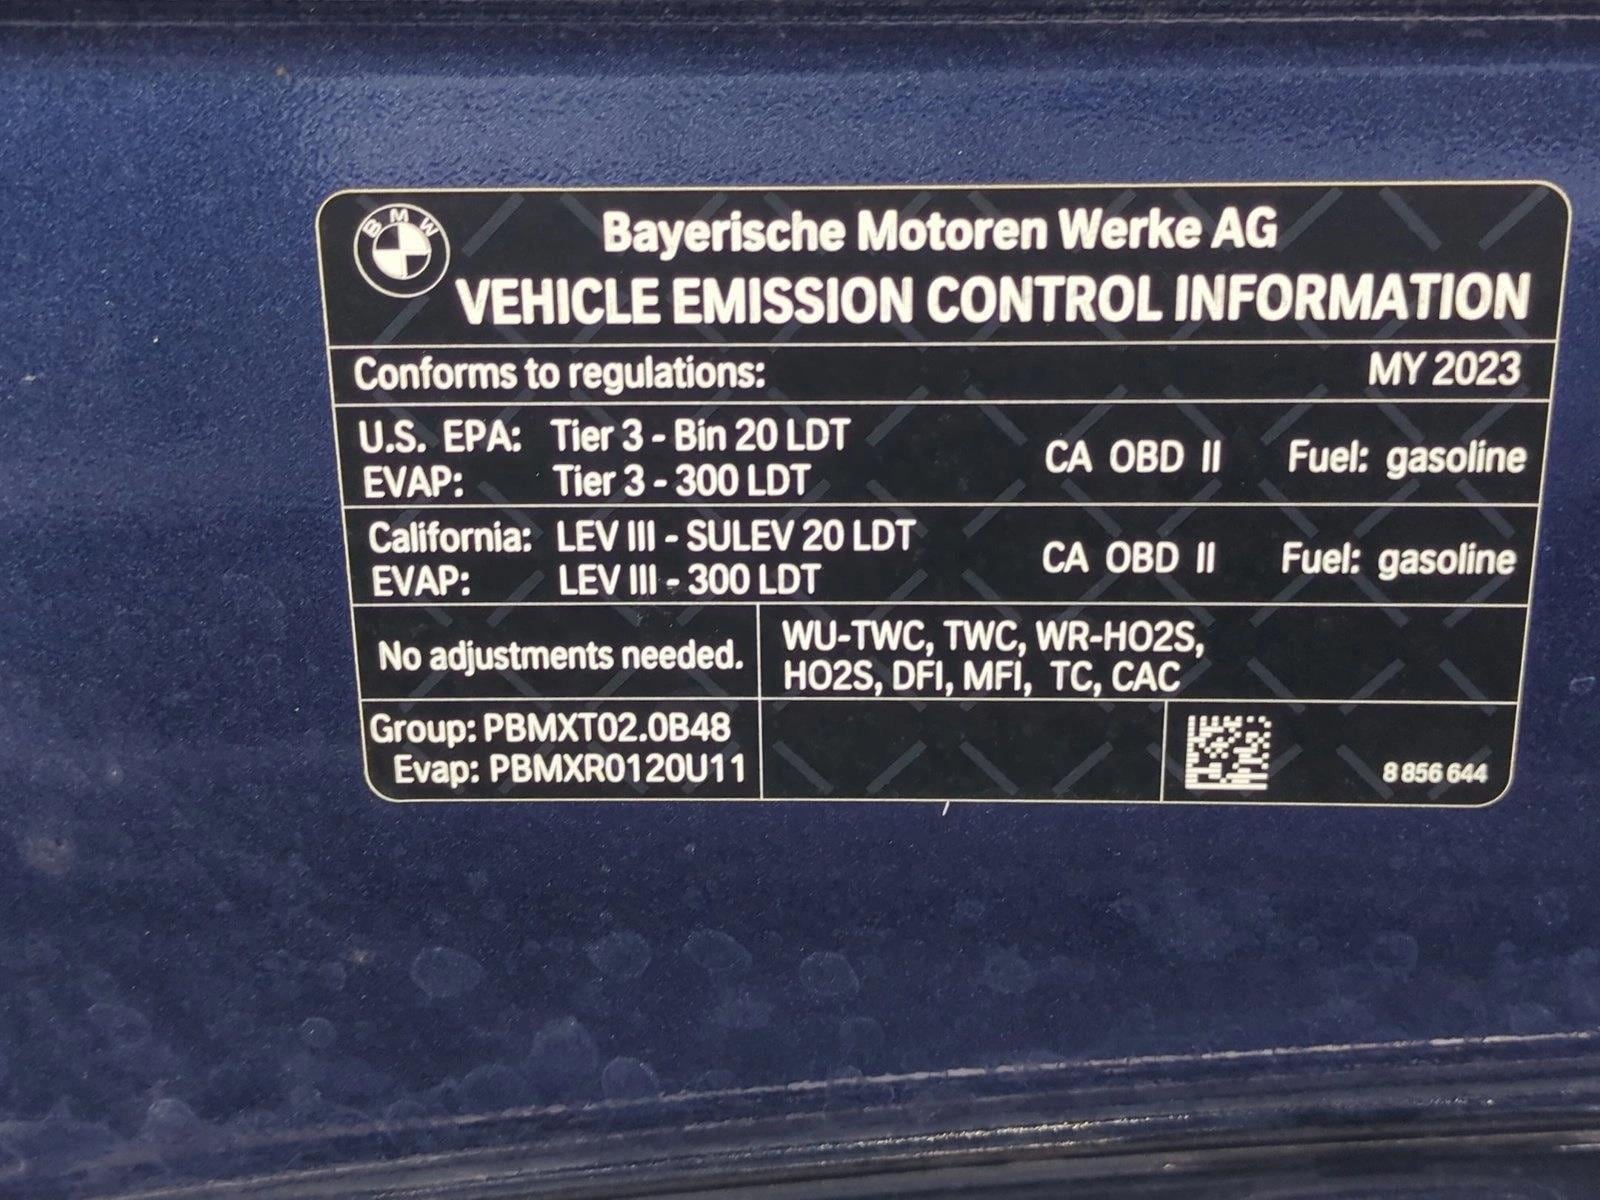 BMW
Bayerische Motoren Werke AG
VEHICLE EMISSION CONTROL INFORMATION
Conforms to regulations: MY 2023
U.S. EPA: Tier 3 - Bin 20 LDT
EVAP: Tier 3 - 300 LDT
CA OBD II Fuel: gasoline
California: LEV III - SULEV 20 LDT
EVAP: LEV III - 300 LDT
CA OBD II Fuel: gasoline
No adjustments needed.
WU-TWC, TWC, WR-HO2S,
HO2S, DFI, MFI, TC, CAC
Group: PBMXT02.0B48
Evap: PBMXR0120U11
8 856 644